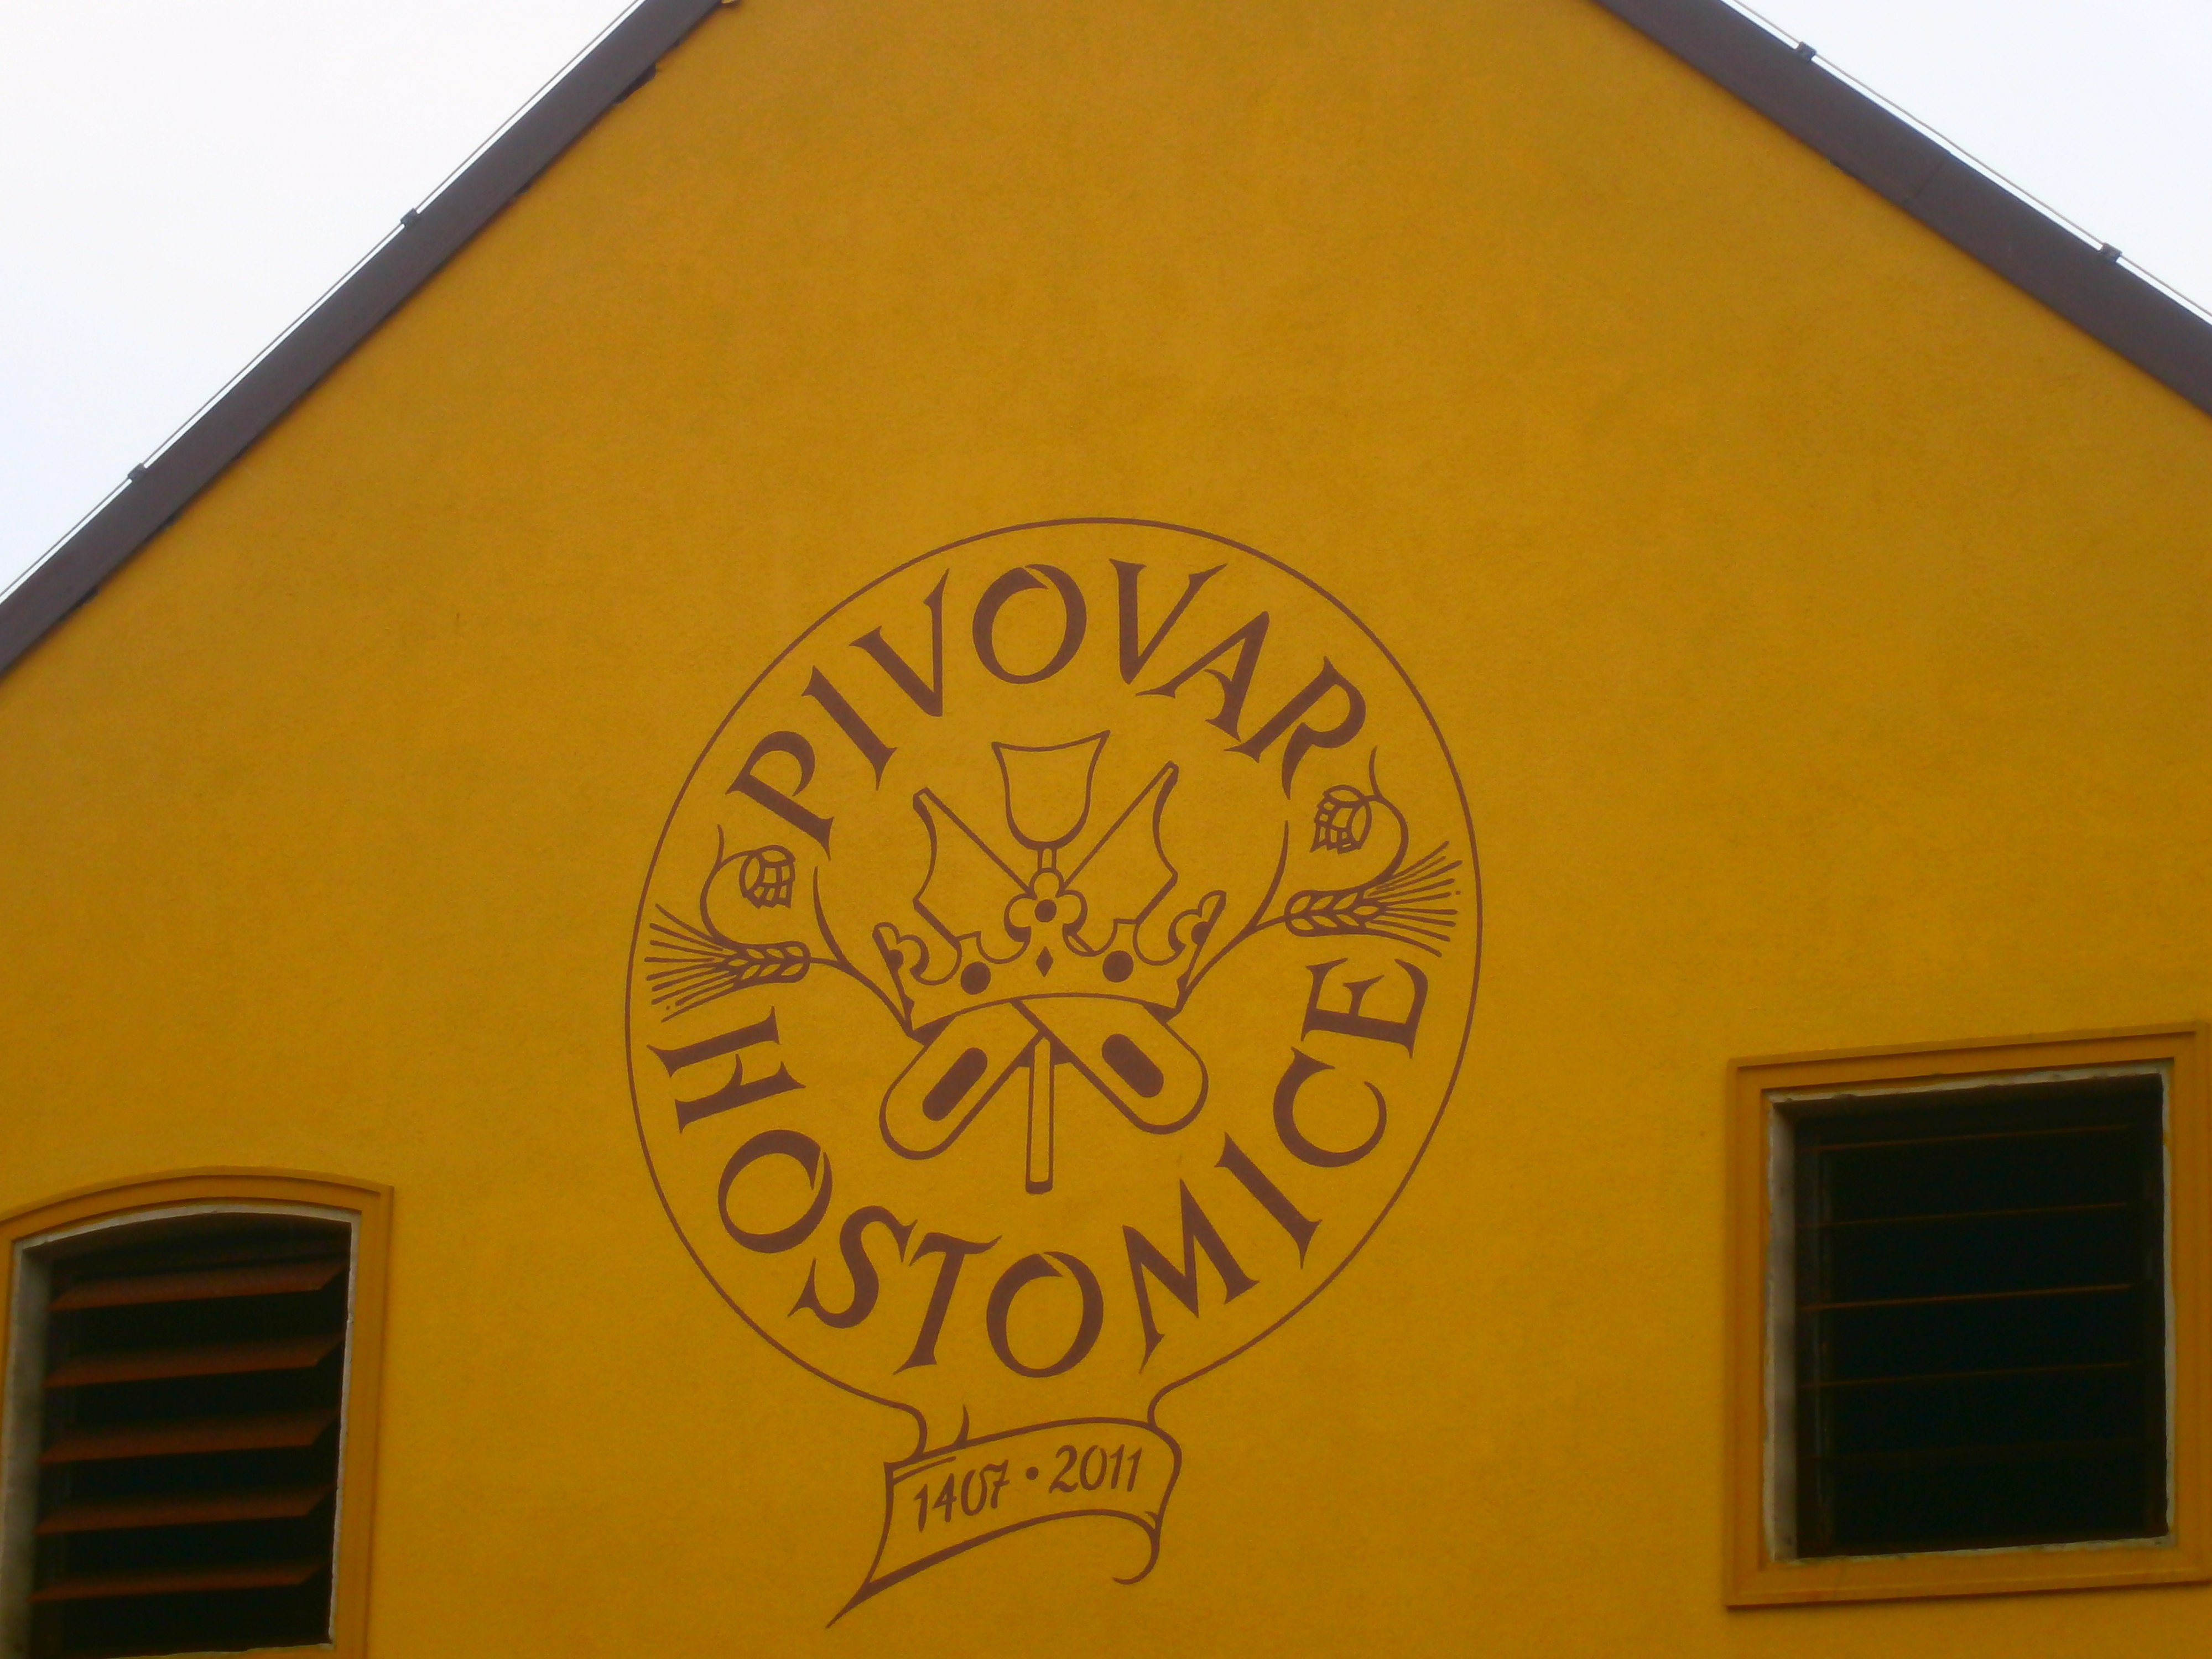 PIVOVAR
HOSTOMICE
1407 • 2011